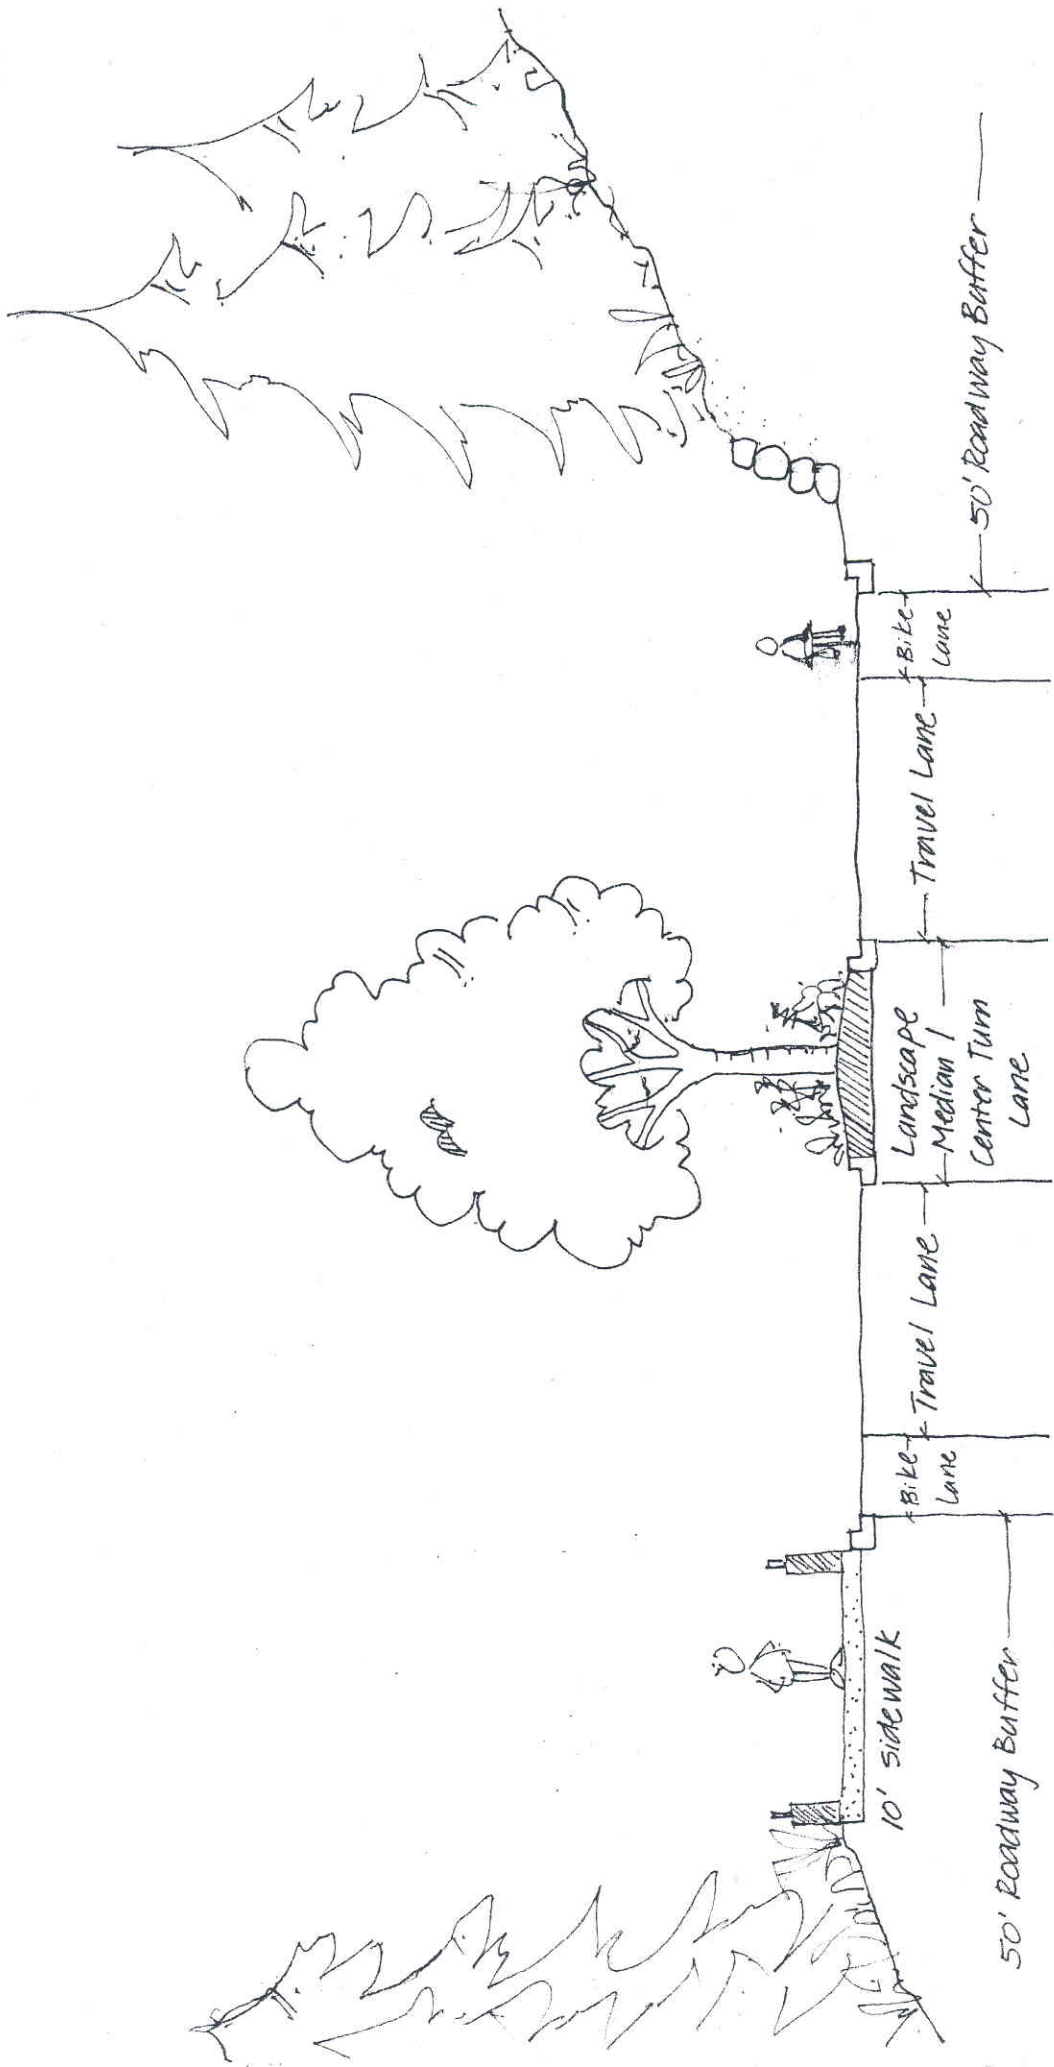 10' sidewalk
50' Roadway Buffer
Bike
Lane
Travel Lane
Landscape
Median /
Center Turn
Lane
Travel Lane
Bike
Lane
50' Roadway Buffer